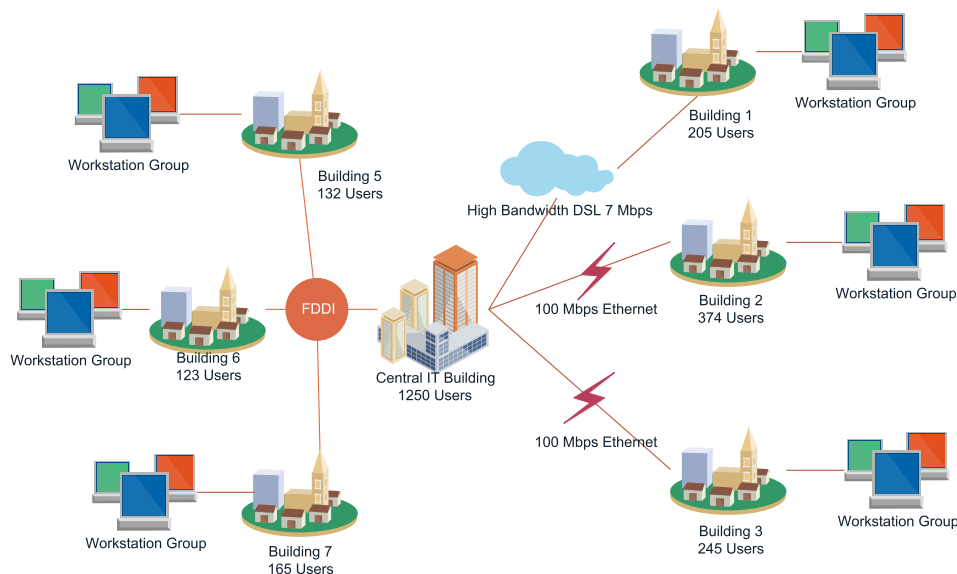 Building 1
205 Users
Workstation Group
Workstation Group
Building 5
132 Users
High Bandwidth DSL 7 Mbps
Building 2
374 Users
Workstation Group
100 Mbps Ethernet
FDDI
Building 6
123 Users
Workstation Group
Central IT Building
1250 Users
100 Mbps Ethernet
Building 3
245 Users
Workstation Group
Workstation Group
Building 7
165 Users